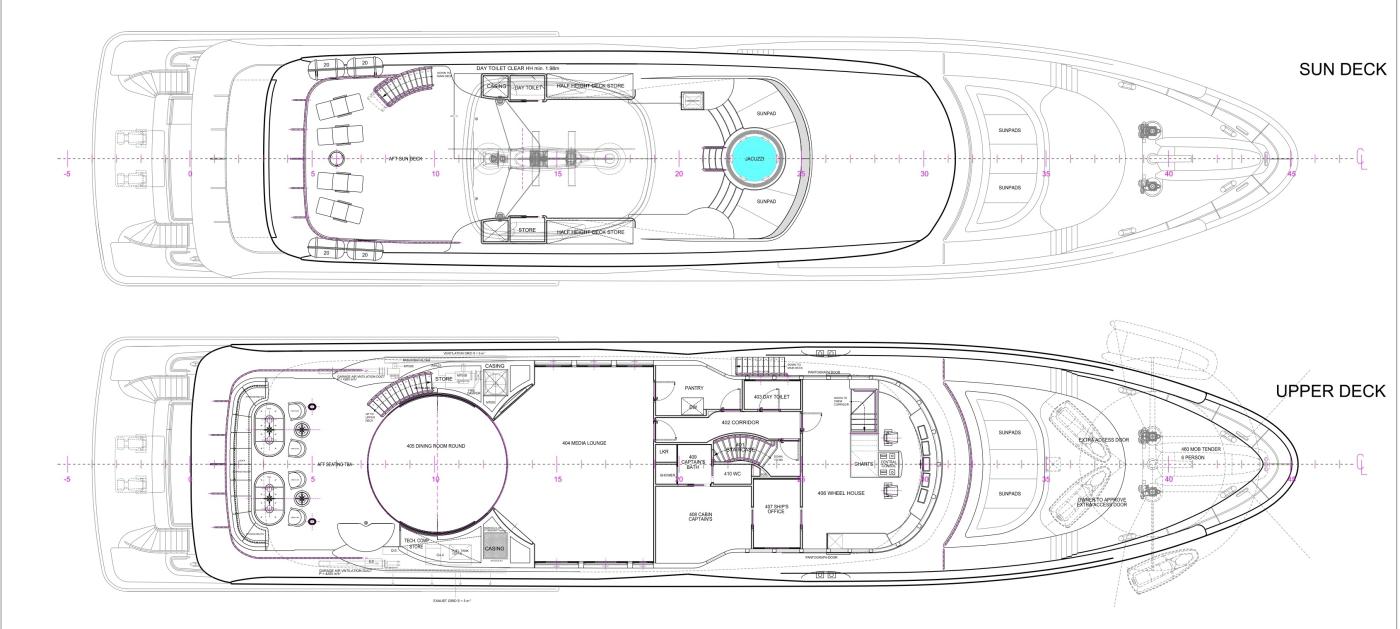 SUN DECK
DAY TOILET CLEAR HH min. 1.98m
20
20
CASING
DAY TOILET
HALF HEIGHT DECK STORE
SUNPAD
SUNPADS
AFT SUN DECK
JACUZZI
-5
0
5
10
15
20
25
30
35
40
45
SUNPADS
SUNPAD
STORE
HALF HEIGHT DECK STORE
20
20
UPPER DECK
CASING
STORE
PANTRY
DW
403 DAY TOILET
402 CORRIDOR
405 DINING ROOM ROUND
404 MEDIA LOUNGE
SUNPADS
EXTRA ACCESS DOOR
460 MOB TENDER
6 PERSON
LKR
409
CAPTAIN'S
BATH
410 WC
SHOWER
AFT SEATING TBA
CHARTS
-5
0
5
10
15
20
25
30
35
40
45
406 WHEEL HOUSE
SUNPADS
OWNER TO APPROVE
EXTRA ACCESS DOOR
408 CABIN
CAPTAIN'S
407 SHIP'S
OFFICE
TECH. COMP.
STORE
CASING
PANTOGRAPH DOOR